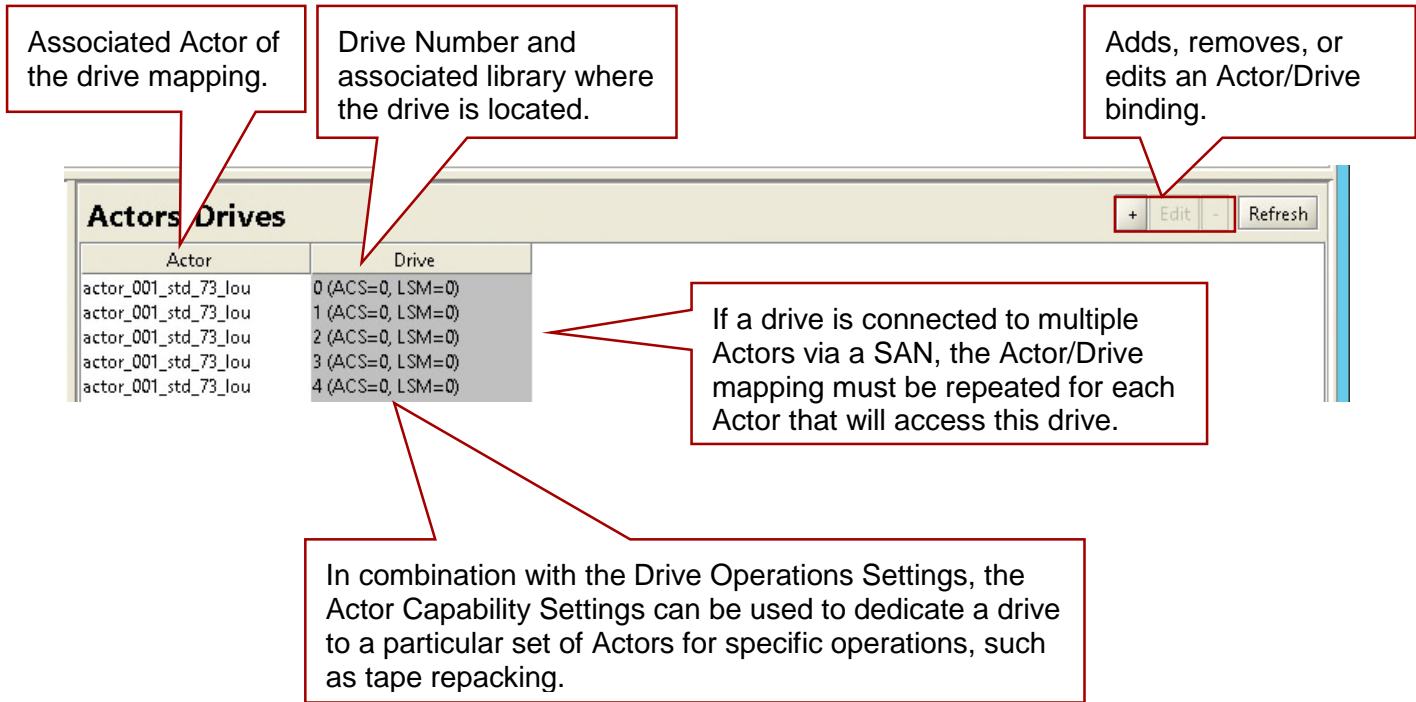 Associated Actor of
the drive mapping.
Drive Number and
associated library where
the drive is located.
Adds, removes, or
edits an Actor/Drive
binding.
Actors Drives
+ Edit - Refresh
Actor Drive
actor_001_std_73_lou 0 (ACS=0, LSM=0)
actor_001_std_73_lou 1 (ACS=0, LSM=0)
actor_001_std_73_lou 2 (ACS=0, LSM=0)
actor_001_std_73_lou 3 (ACS=0, LSM=0)
actor_001_std_73_lou 4 (ACS=0, LSM=0)
If a drive is connected to multiple
Actors via a SAN, the Actor/Drive
mapping must be repeated for each
Actor that will access this drive.
In combination with the Drive Operations Settings, the
Actor Capability Settings can be used to dedicate a drive
to a particular set of Actors for specific operations, such
as tape repacking.